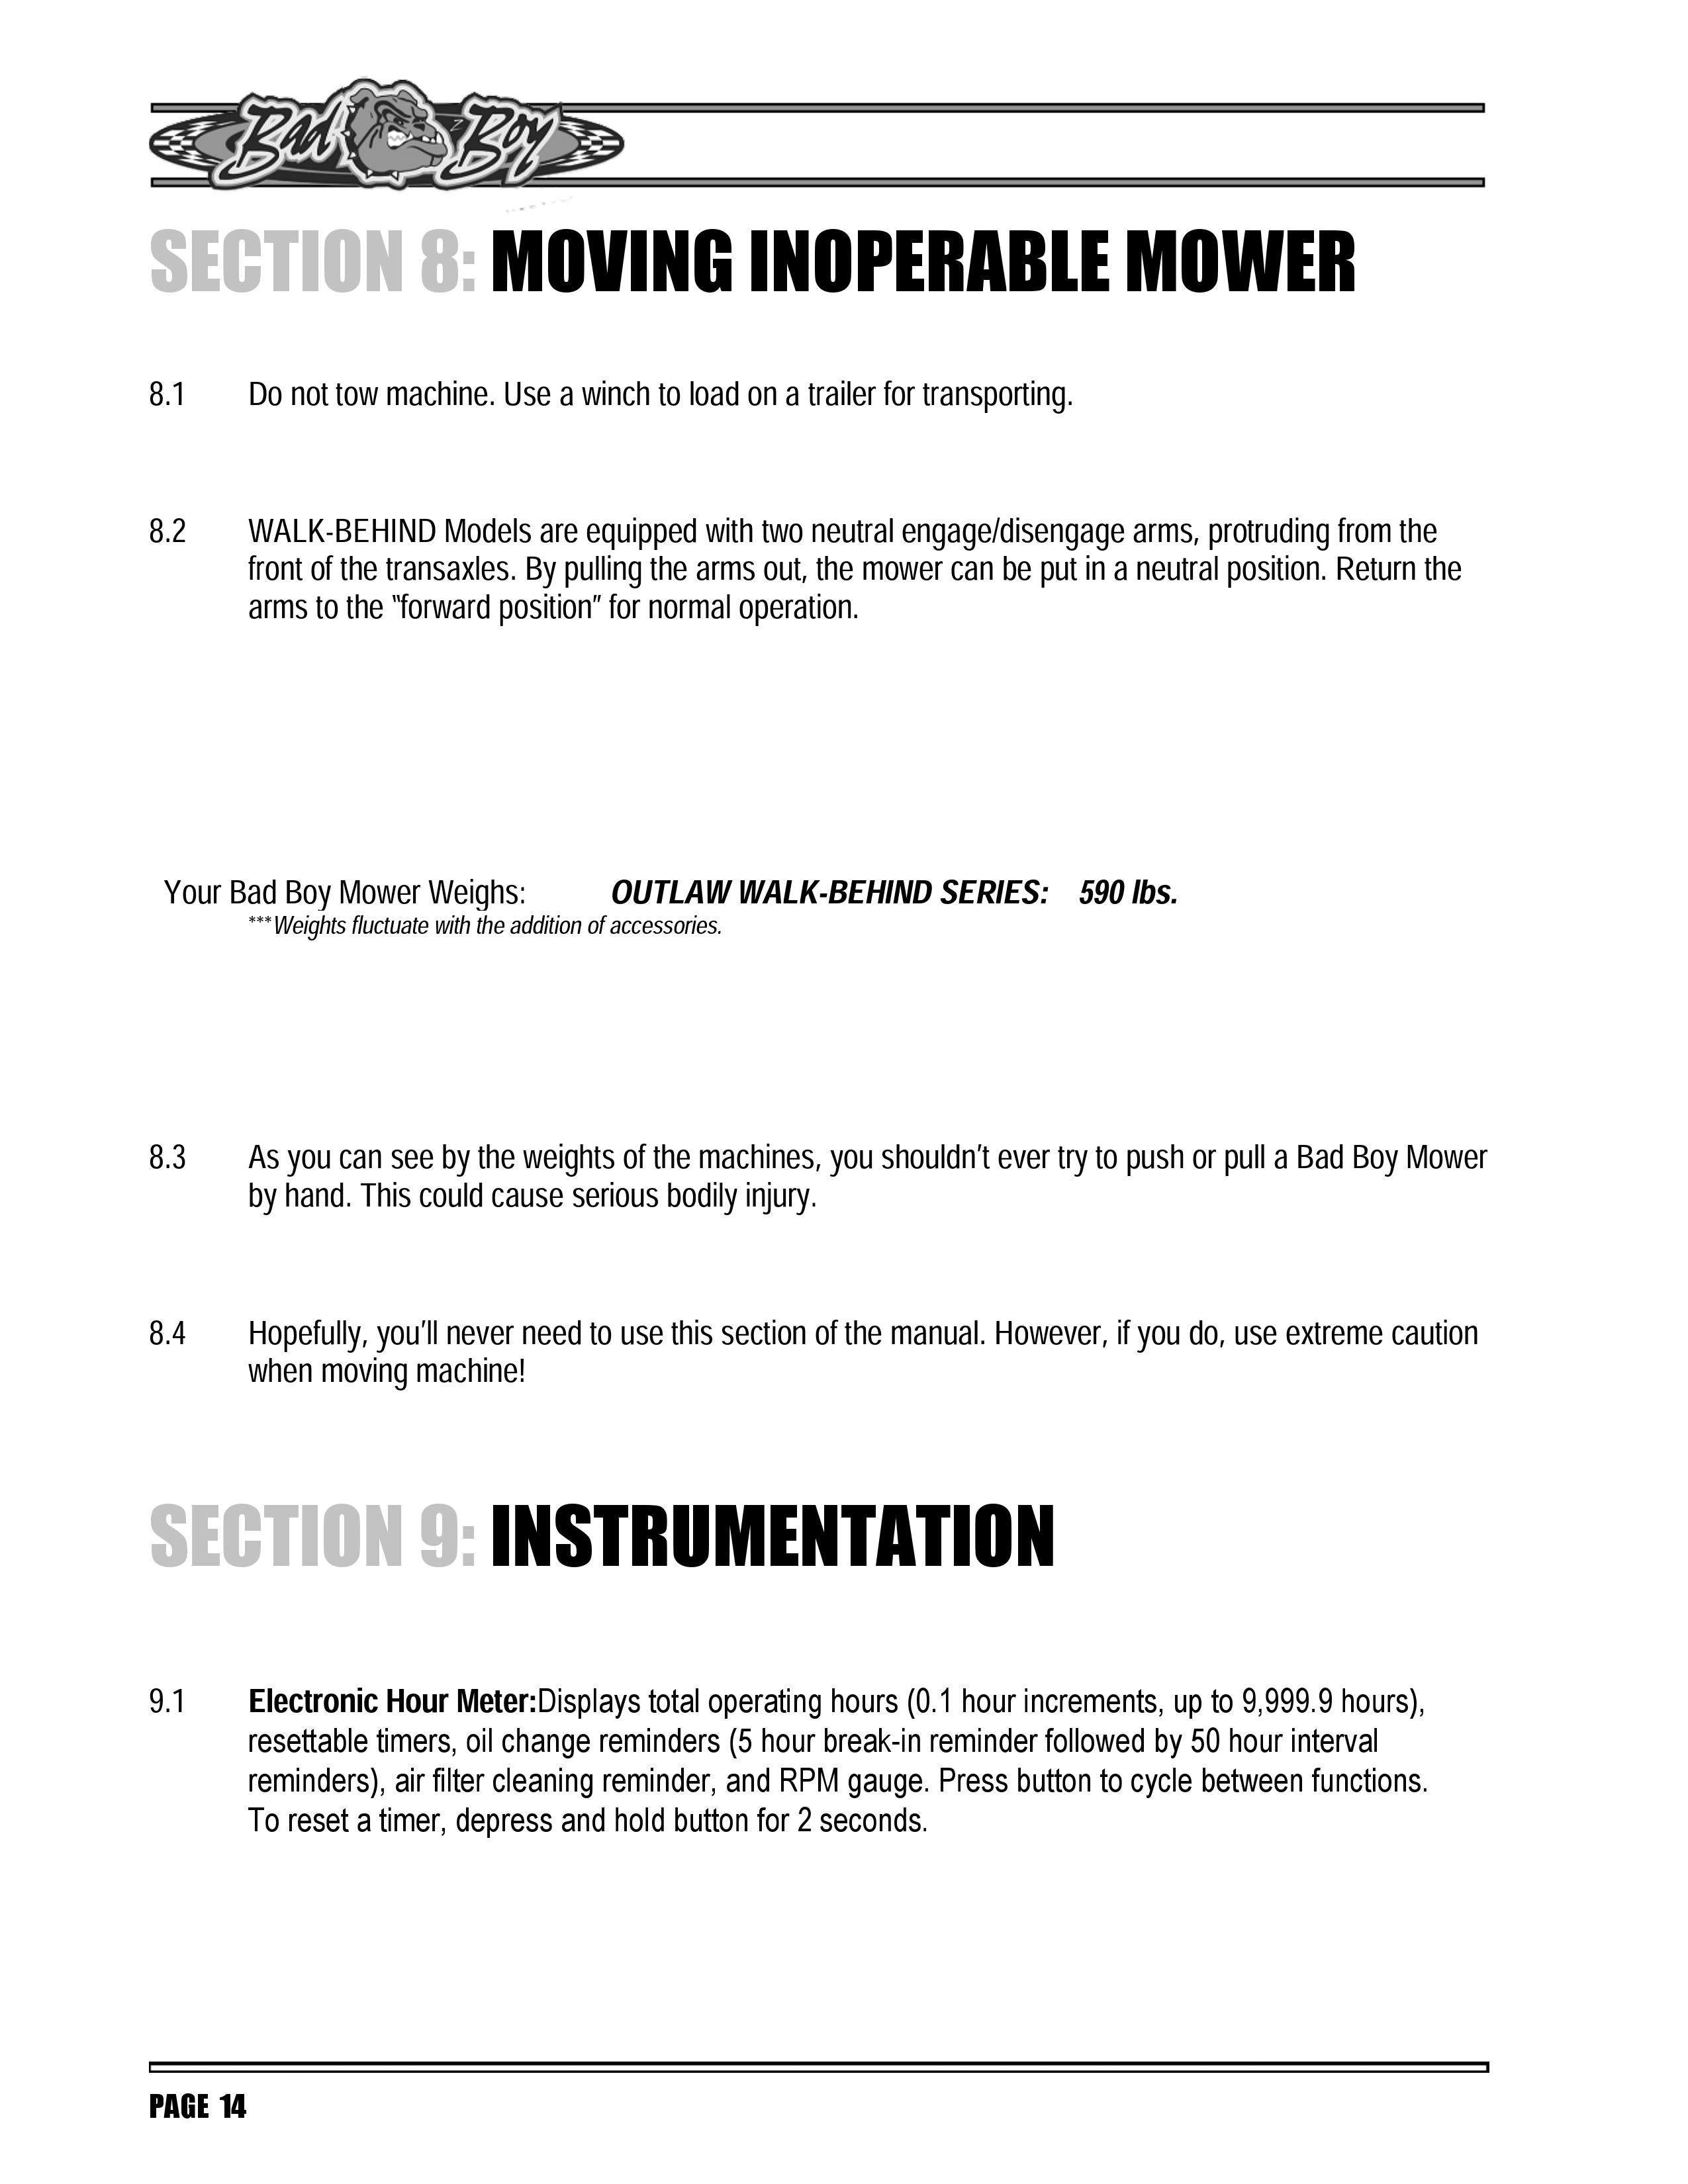 Bad Boy
SECTION 8: MOVING INOPERABLE MOWER
8.1 Do not tow machine. Use a winch to load on a trailer for transporting.
8.2 WALK-BEHIND Models are equipped with two neutral engage/disengage arms, protruding from the
front of the transaxles. By pulling the arms out, the mower can be put in a neutral position. Return the
arms to the “forward position” for normal operation.
Your Bad Boy Mower Weighs: OUTLAW WALK-BEHIND SERIES: 590 lbs.
***Weights fluctuate with the addition of accessories.
8.3 As you can see by the weights of the machines, you shouldn’t ever try to push or pull a Bad Boy Mower
by hand. This could cause serious bodily injury.
8.4 Hopefully, you’ll never need to use this section of the manual. However, if you do, use extreme caution
when moving machine!
SECTION 9: INSTRUMENTATION
9.1 Electronic Hour Meter:Displays total operating hours (0.1 hour increments, up to 9,999.9 hours),
resettable timers, oil change reminders (5 hour break-in reminder followed by 50 hour interval
reminders), air filter cleaning reminder, and RPM gauge. Press button to cycle between functions.
To reset a timer, depress and hold button for 2 seconds.
PAGE 14